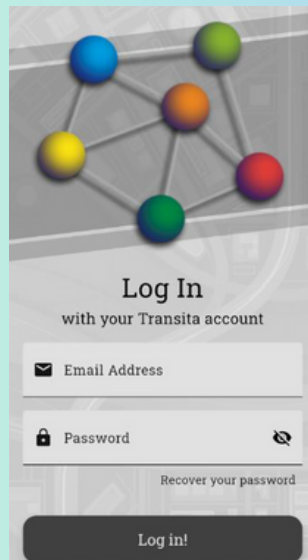 Log In
with your Transita account
Email Address
Password
Recover your password
Log in!